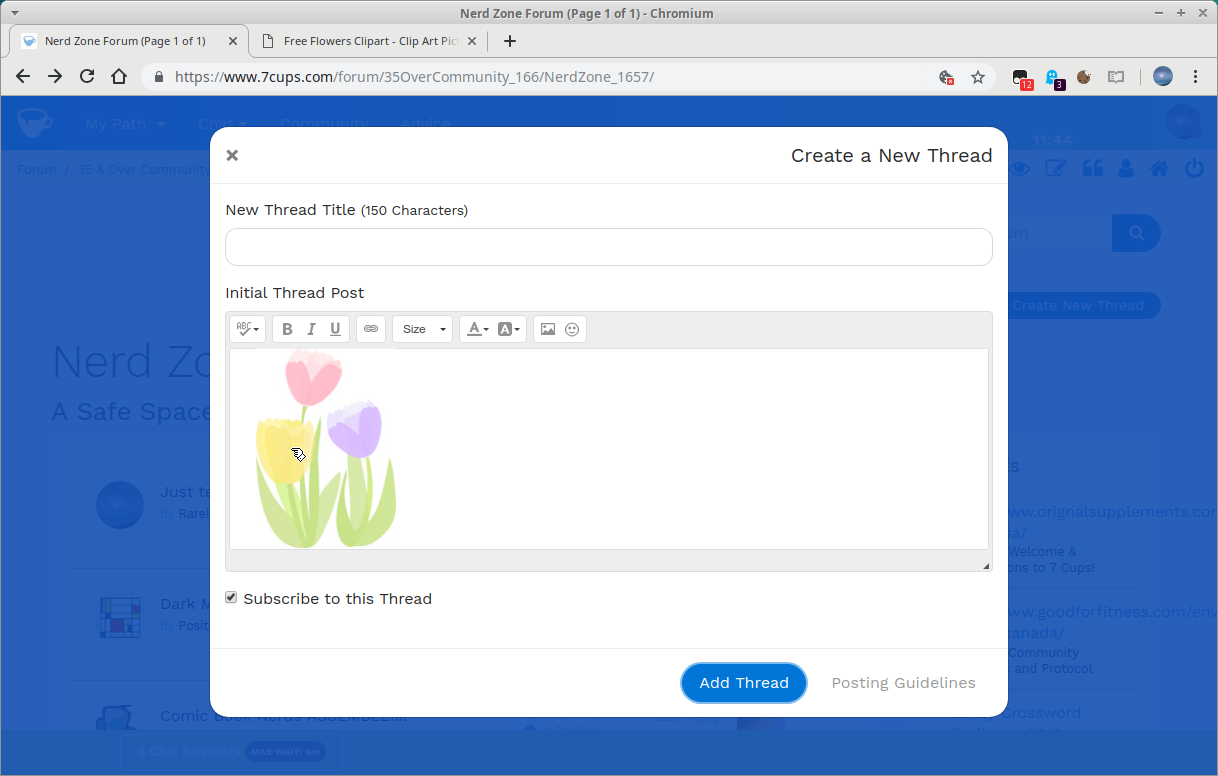 Nerd Zone Forum (Page 1 of 1) - Chromium
Nerd Zone Forum (Page 1 of 1)
Free Flowers Clipart - Clip Art Pic
https://www.7cups.com/forum/35OverCommunity_166/NerdZone_1657/
12
3
My Path
Chat
Community
Advice
11:44
Forum / 35 & Over Community
Create a New Thread
New Thread Title (150 Characters)
Initial Thread Post
ABC
B I U
Size
A A
Create New Thread
Nerd Zo
A Safe Space
Just te
by Rarel
Dark M
by Posit
Comic Book Nerds ASSEMBLE!...
ww.orignalsupplements.cor
ia/
Welcome &
ons to 7 Cups!
ww.goodforfitness.com/env
canada/
Community
s and Protocol
Crossword
Subscribe to this Thread
Add Thread
Posting Guidelines
4 Chat Requests
MAX WAIT: 4m